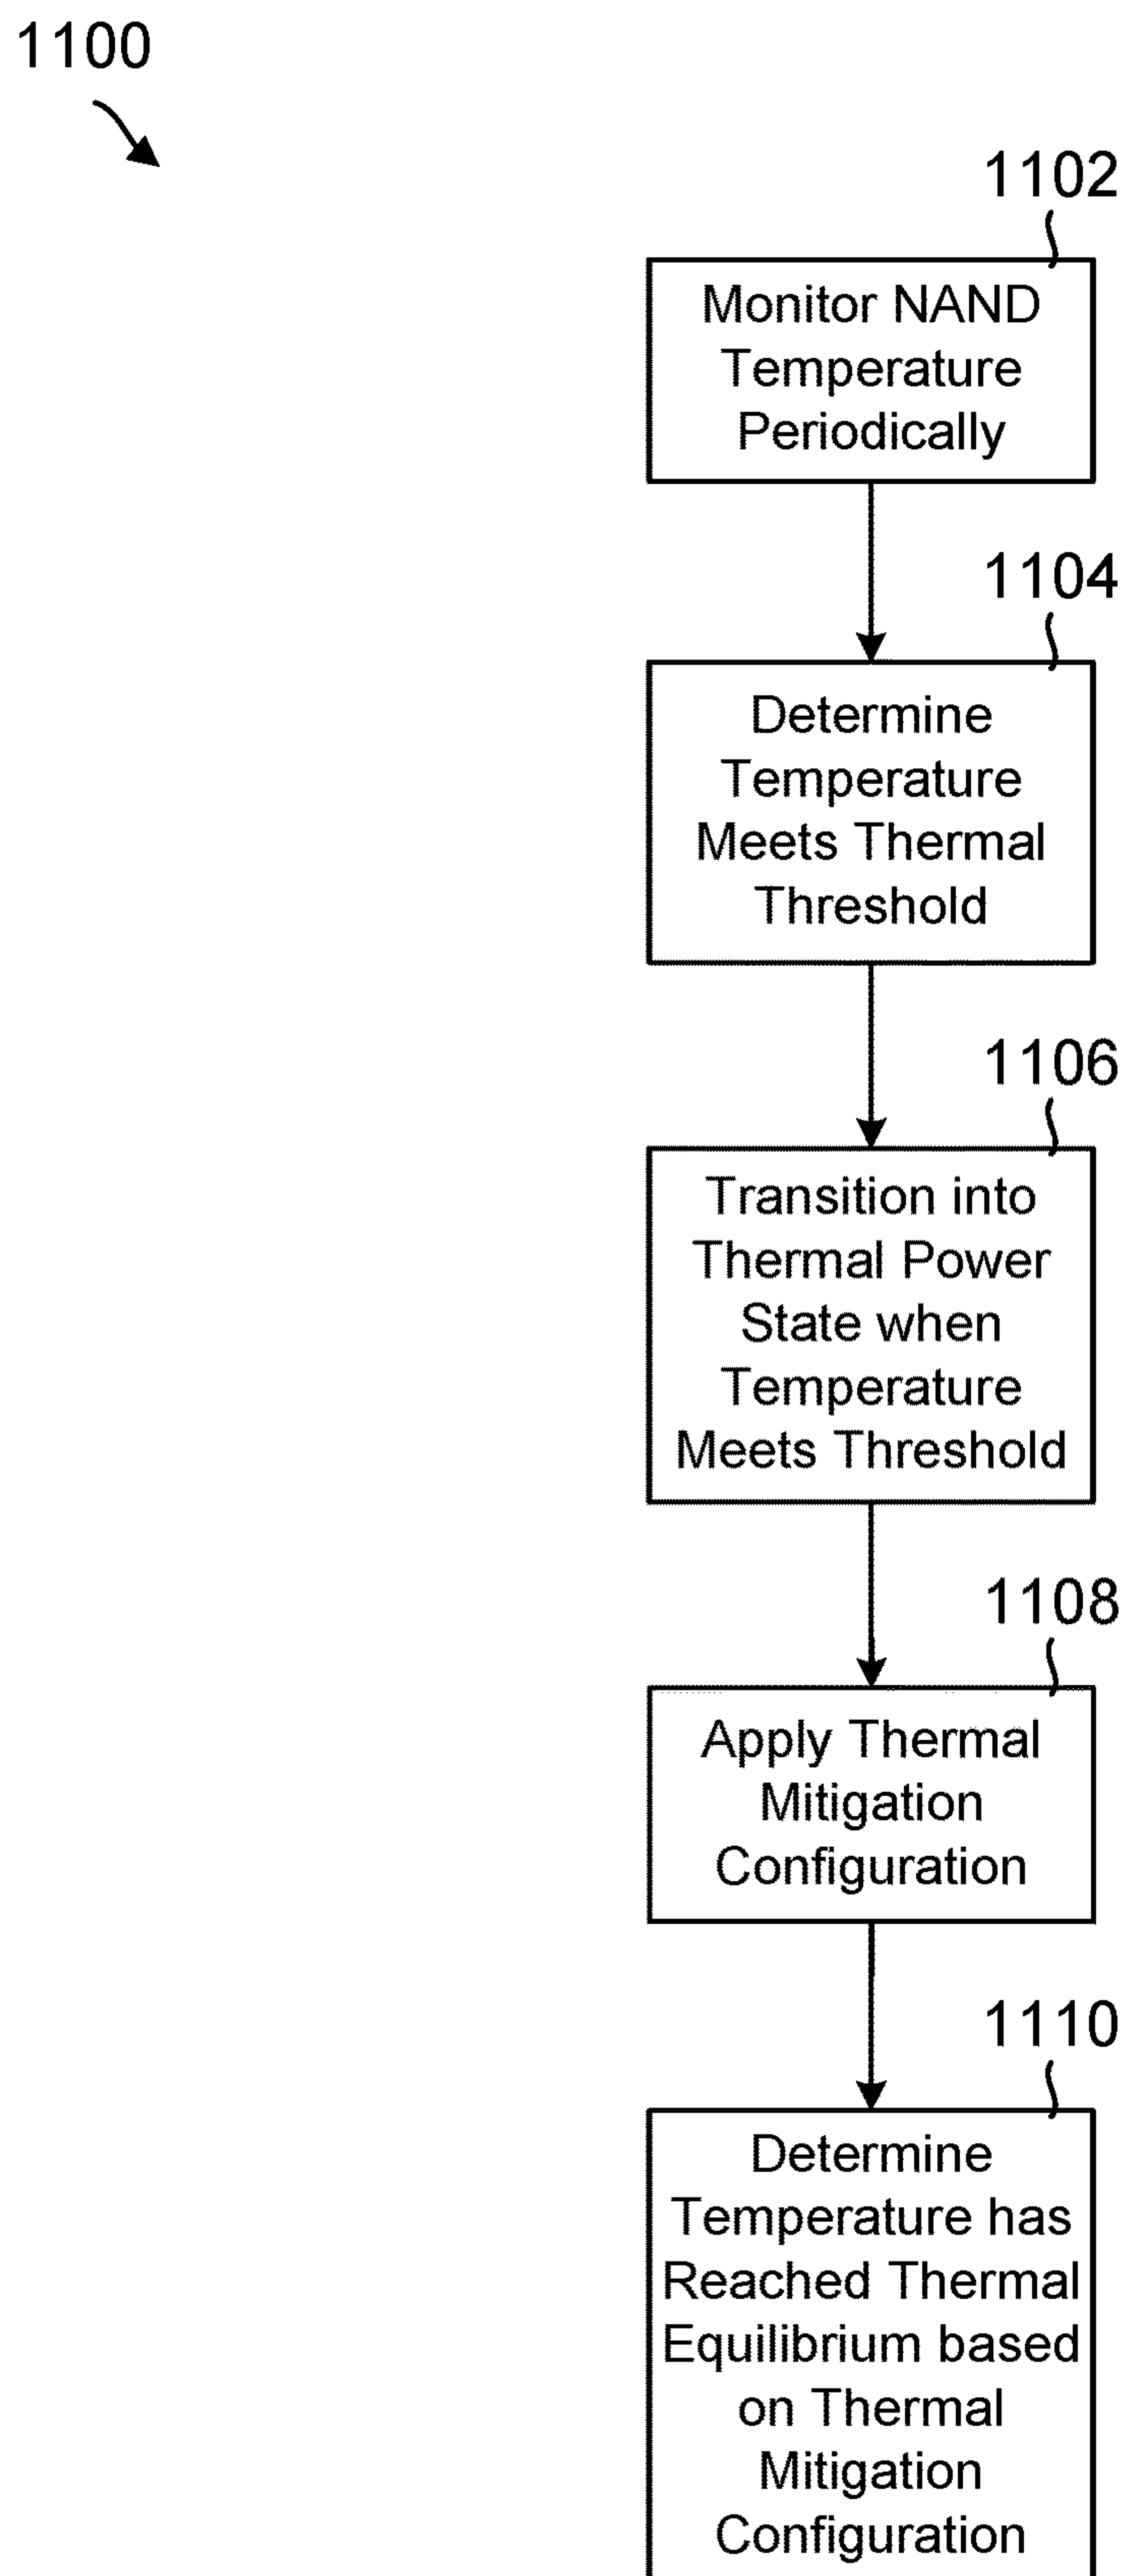 1100
1102
Monitor NAND
Temperature
Periodically
1104
Determine
Temperature
Meets Thermal
Threshold
1106
Transition into
Thermal Power
State when
Temperature
Meets Threshold
1108
Apply Thermal
Mitigation
Configuration
1110
Determine
Temperature has
Reached Thermal
Equilibrium based
on Thermal
Mitigation
Configuration